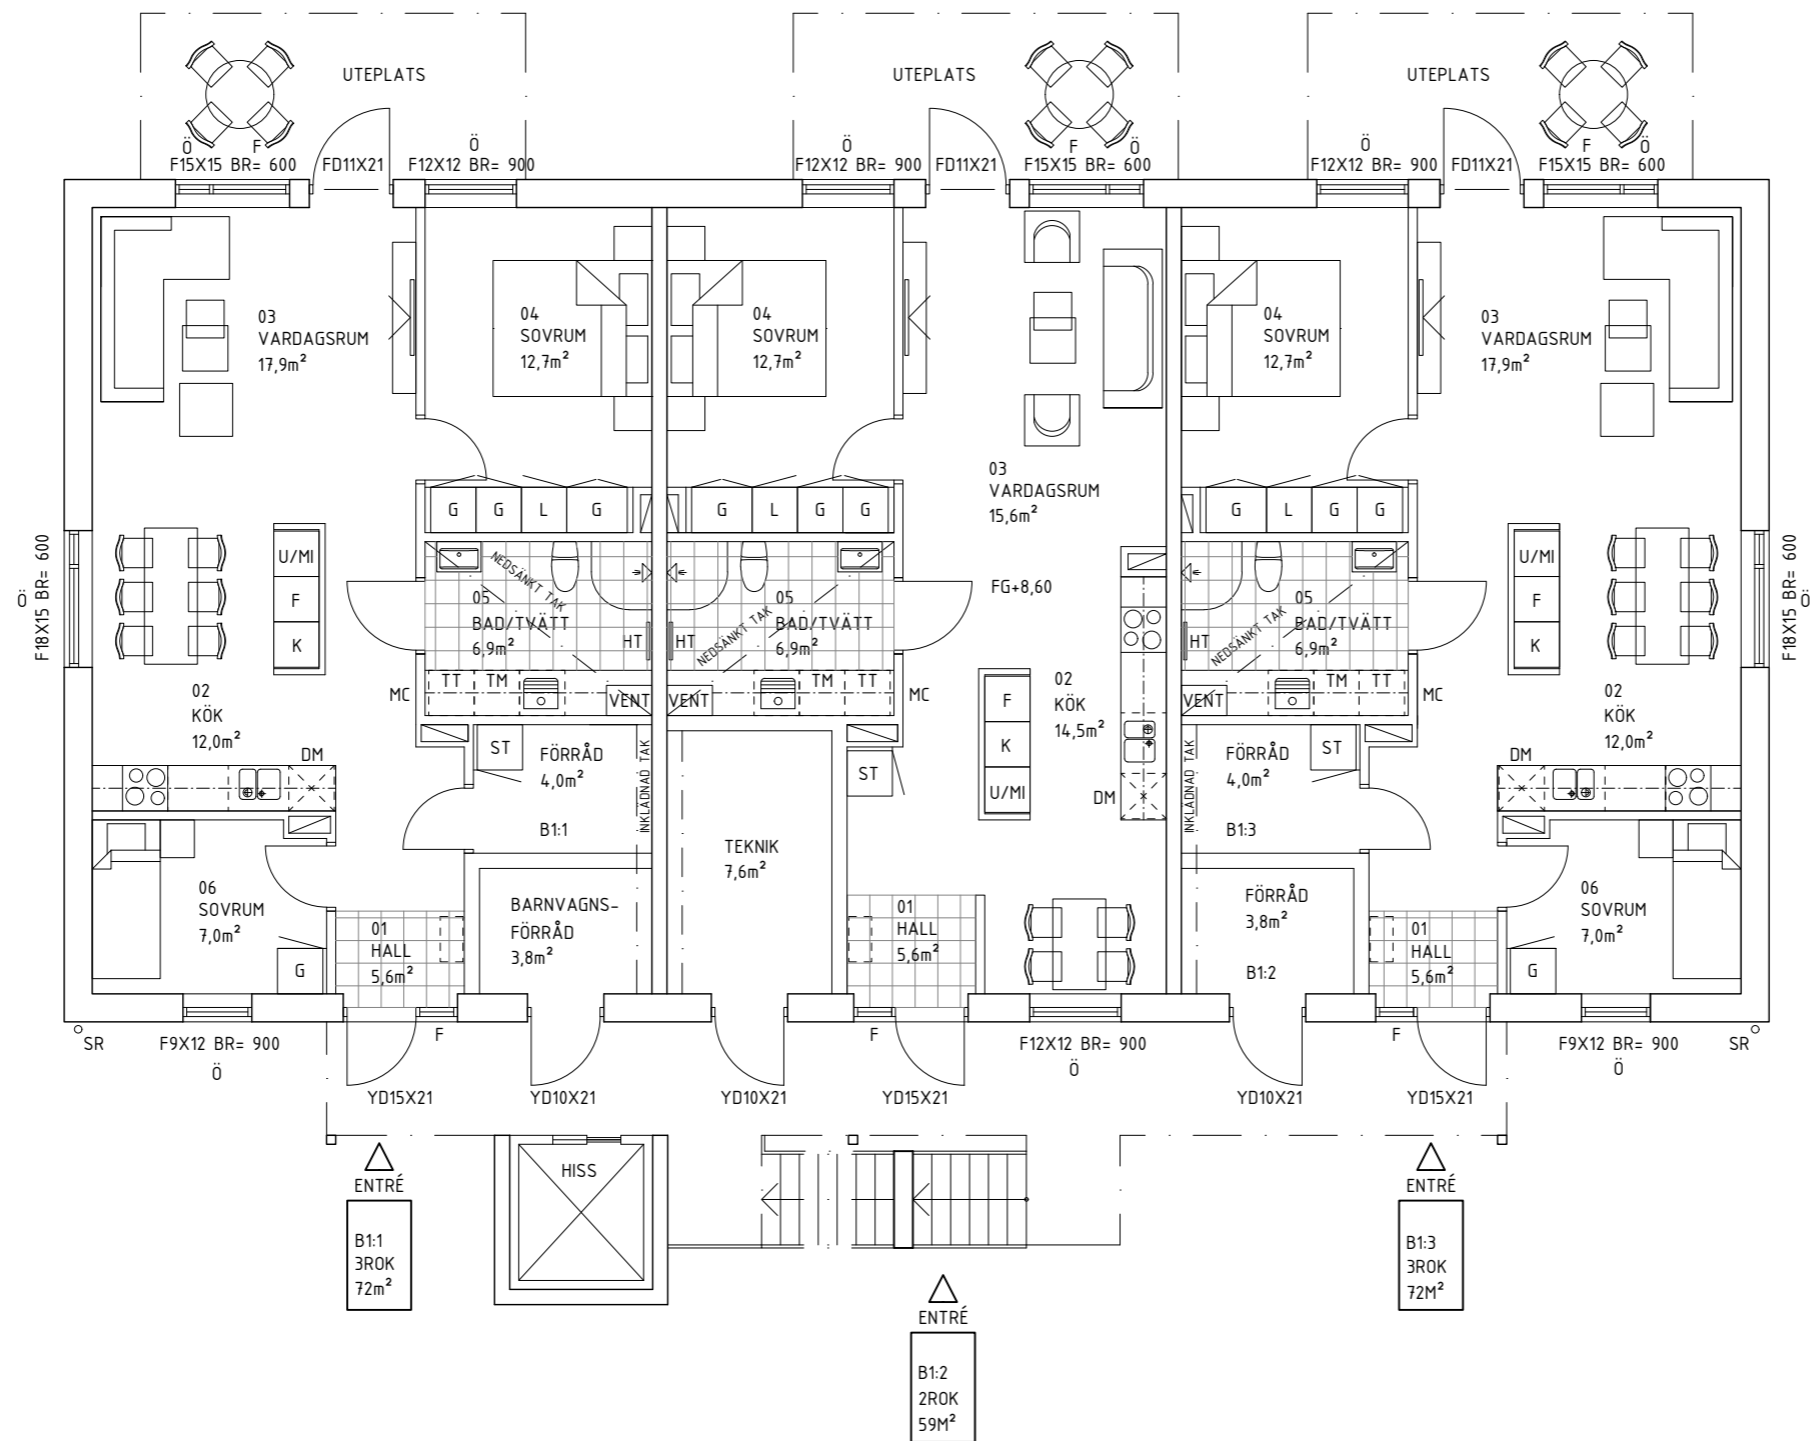 UTEPLATS
UTEPLATS
UTEPLATS
Ö F
F15X15 BR= 600
FD11X21
Ö
F12X12 BR= 900
Ö
F12X12 BR= 900
FD11X21
F Ö
F15X15 BR= 600
Ö
F12X12 BR= 900
FD11X21
F Ö
F15X15 BR= 600
03
VARDAGSRUM
17,9m²
04
SOVRUM
12,7m²
04
SOVRUM
12,7m²
04
SOVRUM
12,7m²
03
VARDAGSRUM
17,9m²
03
VARDAGSRUM
15,6m²
G G L G
G L G G
G L G G
Ö
F18X15 BR= 600
U/MI
F
K
NEDSÄNKT TAK
05
BAD/TVÄTT
6,9m²
HT
HT
NEDSÄNKT TAK
05
BAD/TVÄTT
6,9m²
FG+8,60
HT
NEDSÄNKT TAK
05
BAD/TVÄTT
6,9m²
U/MI
F
K
F18X15 BR= 600
Ö
MC
TT TM VENT
VENT TM TT
MC
VENT TM TT
MC
02
KÖK
12,0m²
DM
ST
FÖRRÅD
4,0m²
B1:1
INKLÄDNAD TAK
ST
F
K
U/MI
02
KÖK
14,5m²
DM
INKLÄDNAD TAK
FÖRRÅD
4,0m²
B1:3
ST
DM
02
KÖK
12,0m²
TEKNIK
7,6m²
06
SOVRUM
7,0m²
G
01
HALL
5,6m²
BARNVAGNS-
FÖRRÅD
3,8m²
01
HALL
5,6m²
FÖRRÅD
3,8m²
B1:2
01
HALL
5,6m²
G
06
SOVRUM
7,0m²
SR
F9X12 BR= 900
Ö
F
F
F12X12 BR= 900
Ö
F
F9X12 BR= 900
Ö
SR
YD15X21
YD10X21
YD10X21
YD15X21
YD10X21
YD15X21
HISS
ENTRÉ
B1:1
3ROK
72m²
ENTRÉ
B1:3
3ROK
72M²
ENTRÉ
B1:2
2ROK
59M²